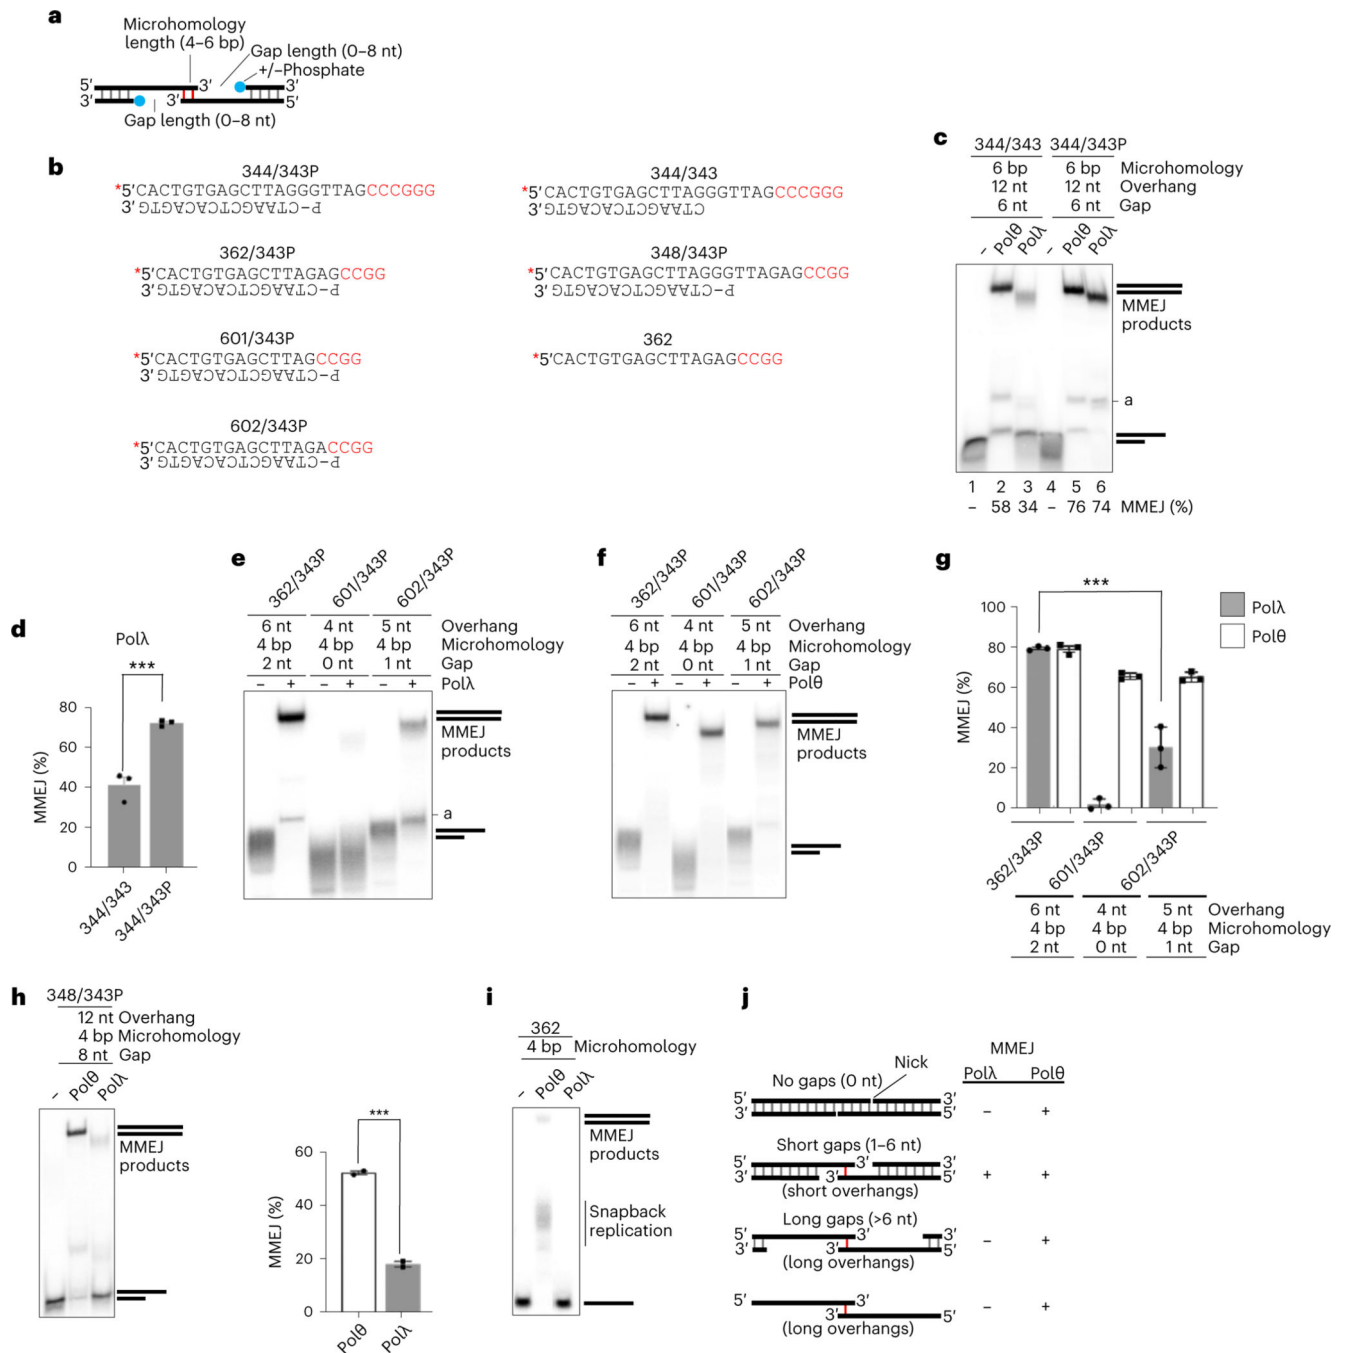 a
Microhomology
length (4–6 bp)
Gap length (0–8 nt)
+/–Phosphate
5′ 3′ 3′
3′ 3′ 5′
Gap length (0–8 nt)
b
344/343P
*5′CACTGTGAGCTTAGGGTTAGCCCGGG
3′GTGACACTCGAATC–P
344/343
*5′CACTGTGAGCTTAGGGTTAGCCCGGG
3′GTGACACTCGAATC
362/343P
*5′CACTGTGAGCTTAGAGCCGG
3′GTGACACTCGAATC–P
348/343P
*5′CACTGTGAGCTTAGGGTTAGAGCCGG
3′GTGACACTCGAATC–P
601/343P
*5′CACTGTGAGCTTAGCCGG
3′GTGACACTCGAATC–P
362
*5′CACTGTGAGCTTAGAGCCGG
602/343P
*5′CACTGTGAGCTTAGACCGG
3′GTGACACTCGAATC–P
c
344/343 344/343P
6 bp 6 bp Microhomology
12 nt 12 nt Overhang
6 nt 6 nt Gap
– Polθ Polλ – Polθ Polλ
MMEJ
products
a
1 2 3 4 5 6
– 58 34 – 76 74 MMEJ (%)
d
Polλ
***
80
60
40
20
0
MMEJ (%)
344/343
344/343P
e
362/343P 601/343P 602/343P
6 nt 4 nt 5 nt Overhang
4 bp 4 bp 4 bp Microhomology
2 nt 0 nt 1 nt Gap
– + – + – + Polλ
MMEJ
products
a
f
362/343P 601/343P 602/343P
6 nt 4 nt 5 nt Overhang
4 bp 4 bp 4 bp Microhomology
2 nt 0 nt 1 nt Gap
– + – + – + Polθ
MMEJ
products
g
***
Polλ
Polθ
100
80
60
40
20
0
MMEJ (%)
362/343P 601/343P 602/343P
6 nt 4 nt 5 nt Overhang
4 bp 4 bp 4 bp Microhomology
2 nt 0 nt 1 nt Gap
h
348/343P
12 nt Overhang
4 bp Microhomology
8 nt Gap
– Polθ Polλ
MMEJ
products
***
60
40
20
0
MMEJ (%)
Polθ
Polλ
i
362
4 bp Microhomology
– Polθ Polλ
MMEJ
products
Snapback
replication
j
MMEJ
Polλ Polθ
No gaps (0 nt) Nick
5′ 3′
3′ 5′
– +
Short gaps (1–6 nt)
5′ 3′ 3′
3′ 3′ 5′
+ +
(short overhangs)
Long gaps (>6 nt)
5′ 3′ 3′
3′ 3′ 5′
– +
(long overhangs)
5′ 3′
3′ 5′
– +
(long overhangs)